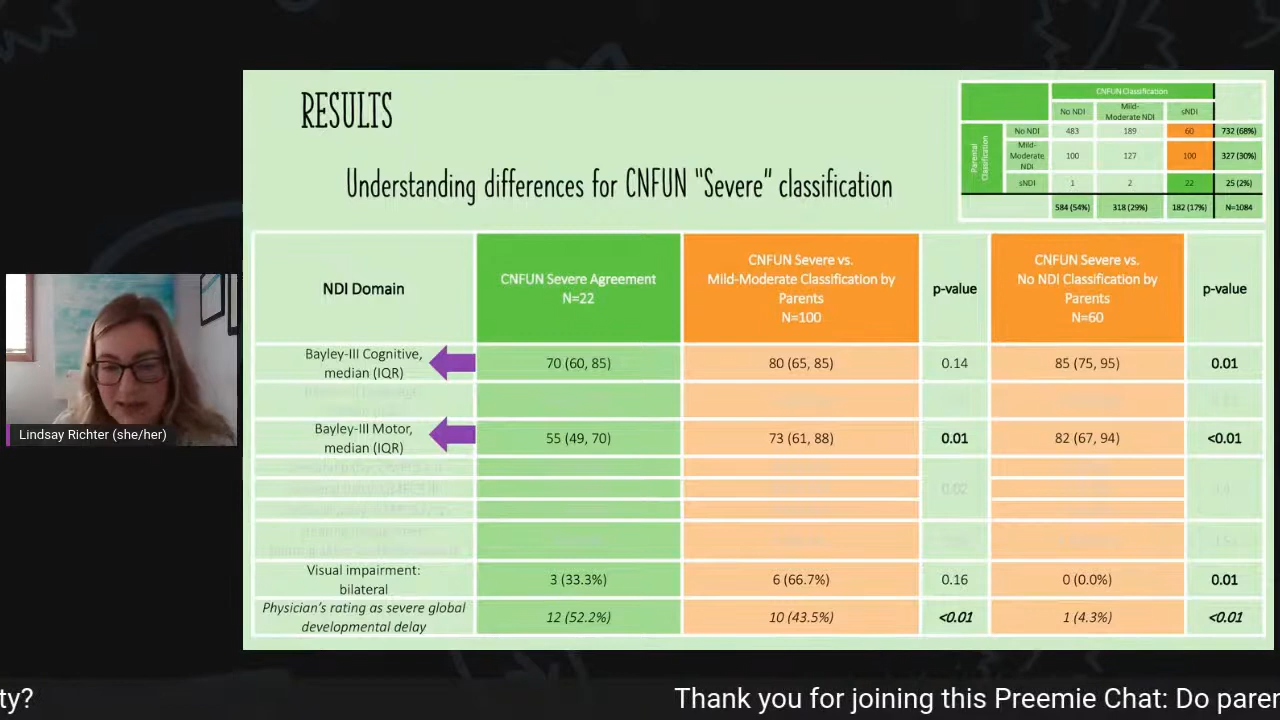 RESULTS
Understanding differences for CNFUN "Severe" classification
CNFUN Classification
No NDI
Mild-
Moderate NDI
sNDI
Parental
Classification
No NDI
483
189
60
732 (68%)
Mild-
Moderate
NDI
100
127
100
327 (30%)
sNDI
1
2
22
25 (2%)
584 (54%)
318 (29%)
182 (17%)
N=1084
NDI Domain
CNFUN Severe Agreement
N=22
CNFUN Severe vs.
Mild-Moderate Classification by
Parents
N=100
p-value
CNFUN Severe vs.
No NDI Classification by
Parents
N=60
p-value
Bayley-III Cognitive,
median (IQR)
70 (60, 85)
80 (65, 85)
0.14
85 (75, 95)
0.01
Bayley-III Motor,
median (IQR)
55 (49, 70)
73 (61, 88)
0.01
82 (67, 94)
<0.01
0.02
Visual impairment:
bilateral
3 (33.3%)
6 (66.7%)
0.16
0 (0.0%)
0.01
Physician's rating as severe global
developmental delay
12 (52.2%)
10 (43.5%)
<0.01
1 (4.3%)
<0.01
Lindsay Richter (she/her)
ty?
Thank you for joining this Preemie Chat: Do parer